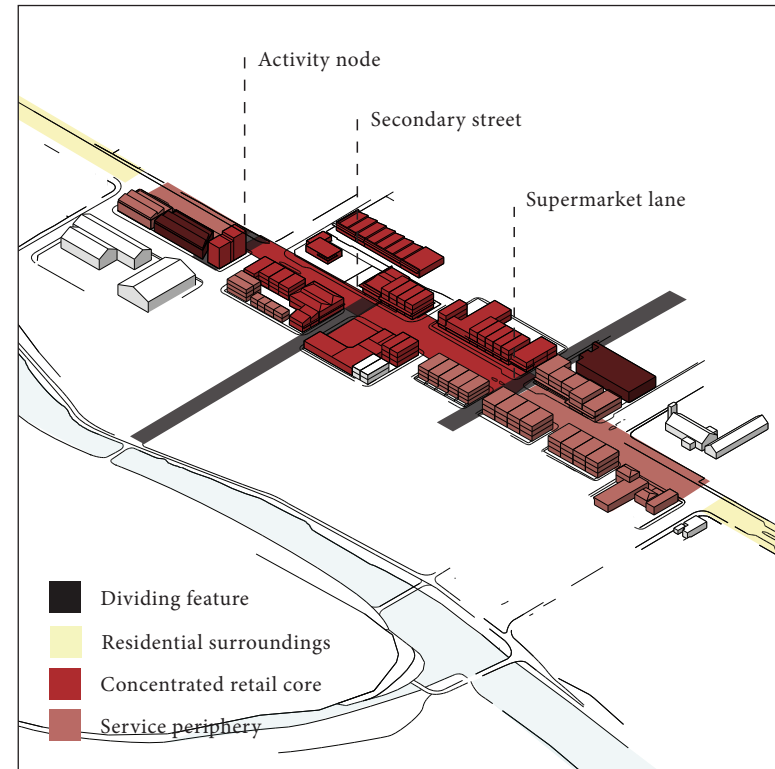 Activity node
Secondary street
Supermarket lane
Dividing feature
Residential surroundings
Concentrated retail core
Service periphery